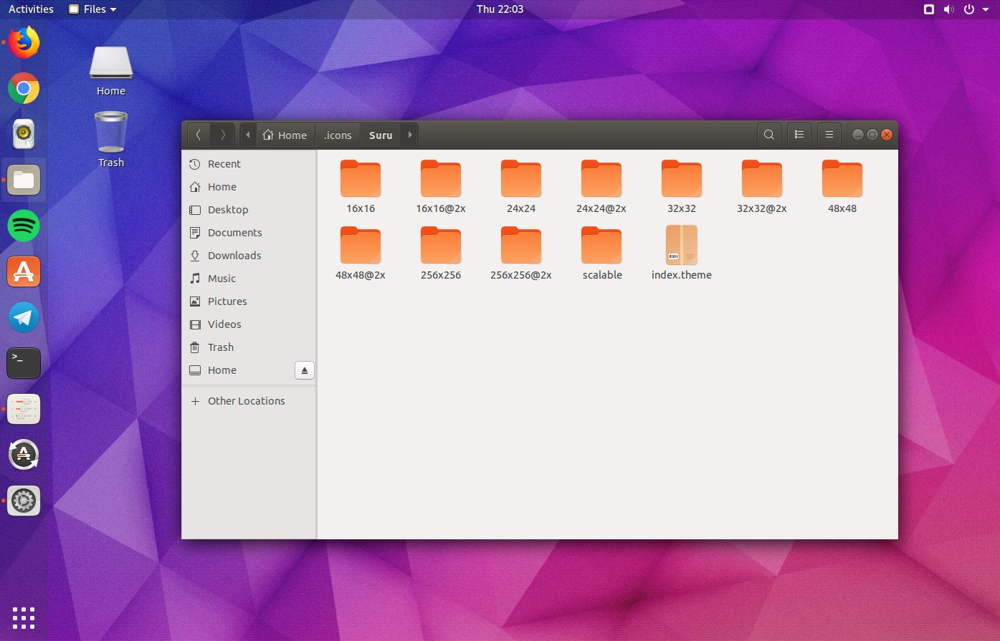 Activities
Files
Thu 22:03
Home
Trash
Home
.icons
Suru
Recent
Home
Desktop
Documents
Downloads
Music
Pictures
Videos
Trash
Home
Other Locations
16x16
16x16@2x
24x24
24x24@2x
32x32
32x32@2x
48x48
48x48@2x
256x256
256x256@2x
scalable
index.theme
>_